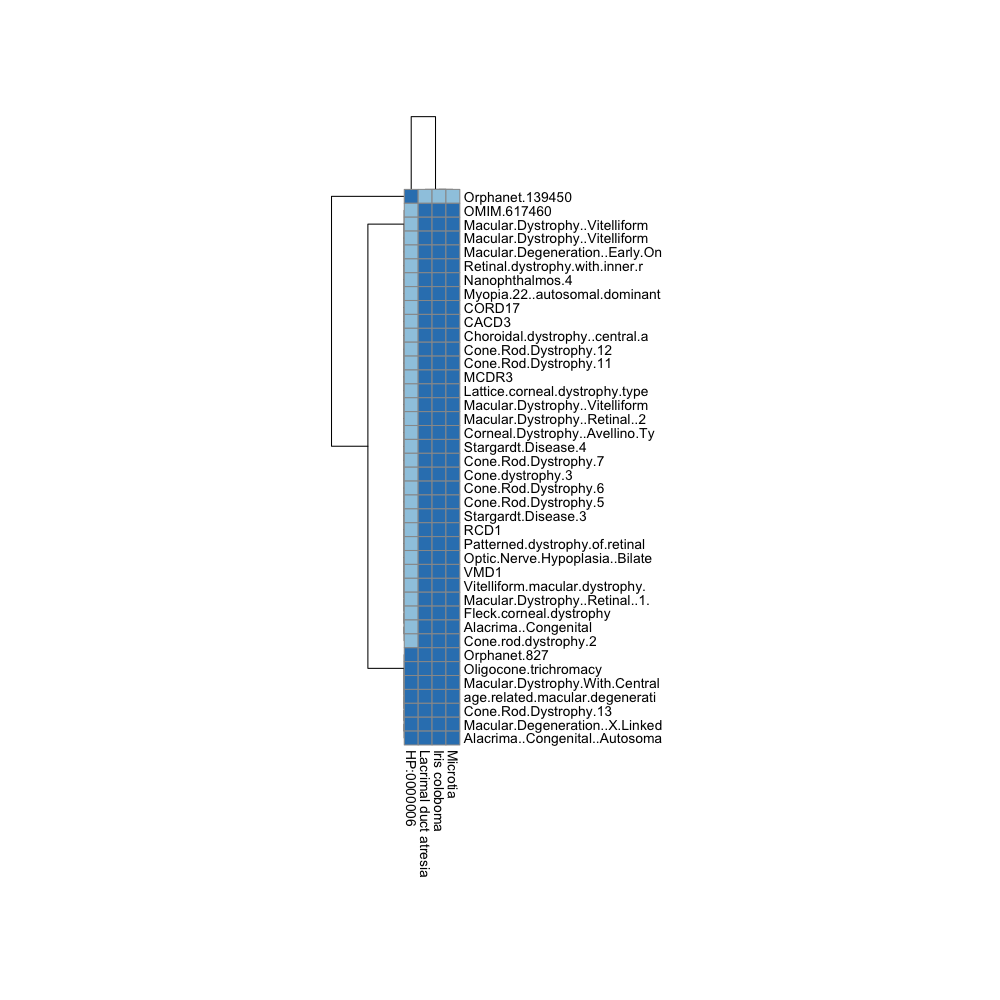 Orphanet.139450
OMIM.617460
Macular.Dystrophy..Vitelliform
Macular.Dystrophy..Vitelliform
Macular.Degeneration..Early.On
Retinal.dystrophy.with.inner.r
Nanophthalmos.4
Myopia.22..autosomal.dominant
CORD17
CACD3
Choroidal.dystrophy..central.a
Cone.Rod.Dystrophy.12
Cone.Rod.Dystrophy.11
MCDR3
Lattice.corneal.dystrophy.type
Macular.Dystrophy..Vitelliform
Macular.Dystrophy..Retinal..2
Corneal.Dystrophy..Avellino.Ty
Stargardt.Disease.4
Cone.Rod.Dystrophy.7
Cone.dystrophy.3
Cone.Rod.Dystrophy.6
Cone.Rod.Dystrophy.5
Stargardt.Disease.3
RCD1
Patterned.dystrophy.of.retinal
Optic.Nerve.Hypoplasia..Bilate
VMD1
Vitelliform.macular.dystrophy.
Macular.Dystrophy..Retinal..1.
Fleck.corneal.dystrophy
Alacrima..Congenital
Cone.rod.dystrophy.2
Orphanet.827
Oligocone.trichromacy
Macular.Dystrophy.With.Central
age.related.macular.degenerati
Cone.Rod.Dystrophy.13
Macular.Degeneration..X.Linked
Alacrima..Congenital..Autosoma
HP:0000006
Lacrimal duct atresia
Iris coloboma
Microtia